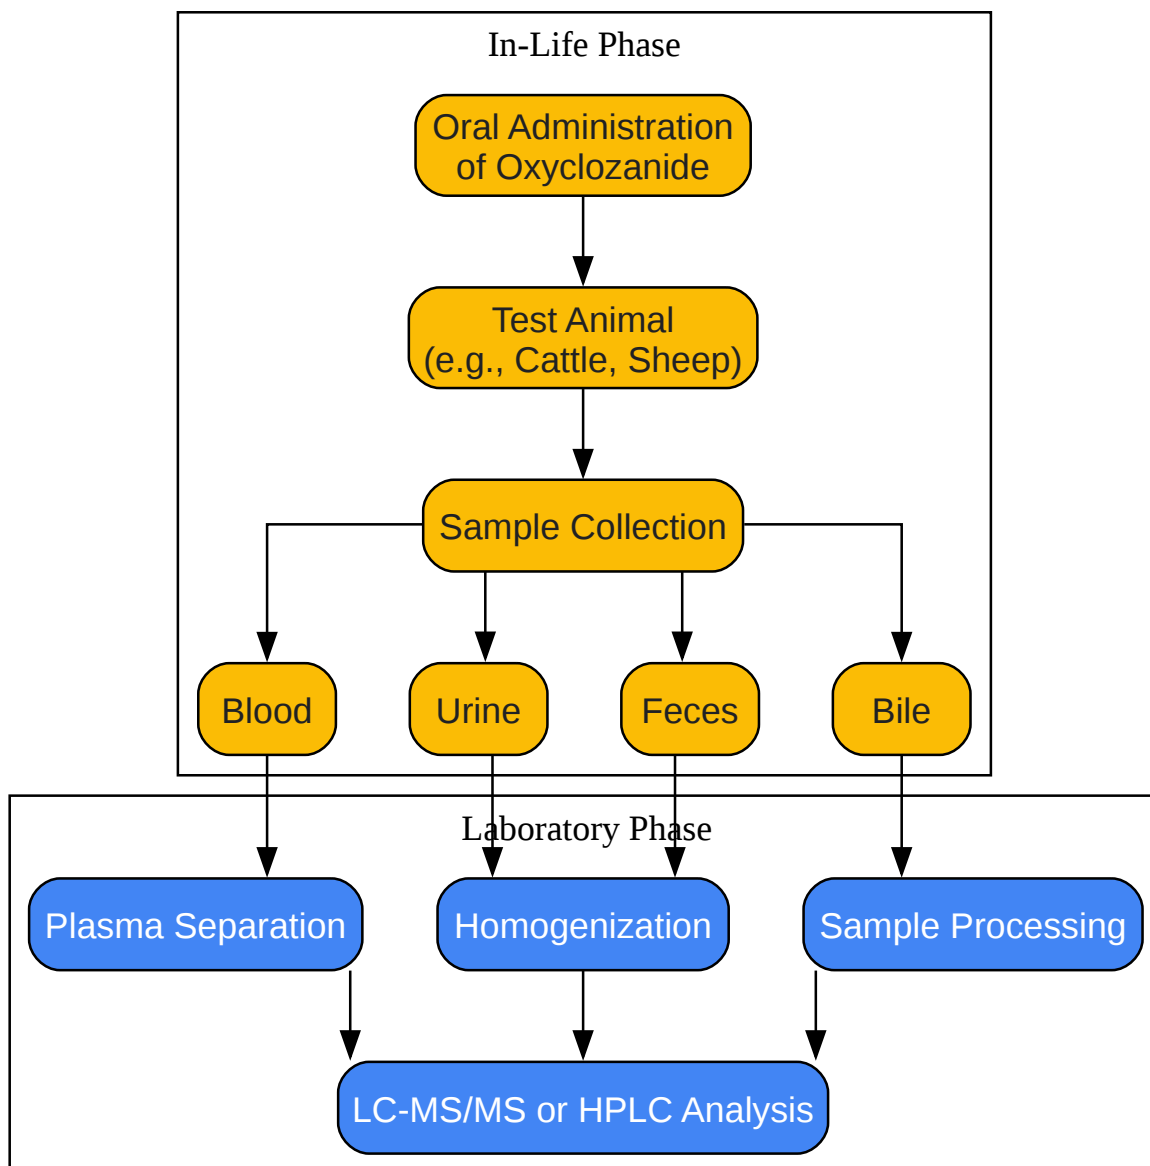 In-Life Phase
Oral Administration
of Oxyclozanide
Test Animal
(e.g., Cattle, Sheep)
Sample Collection
Blood
Urine
Feces
Bile
Laboratory Phase
Plasma Separation
Homogenization
Sample Processing
LC-MS/MS or HPLC Analysis